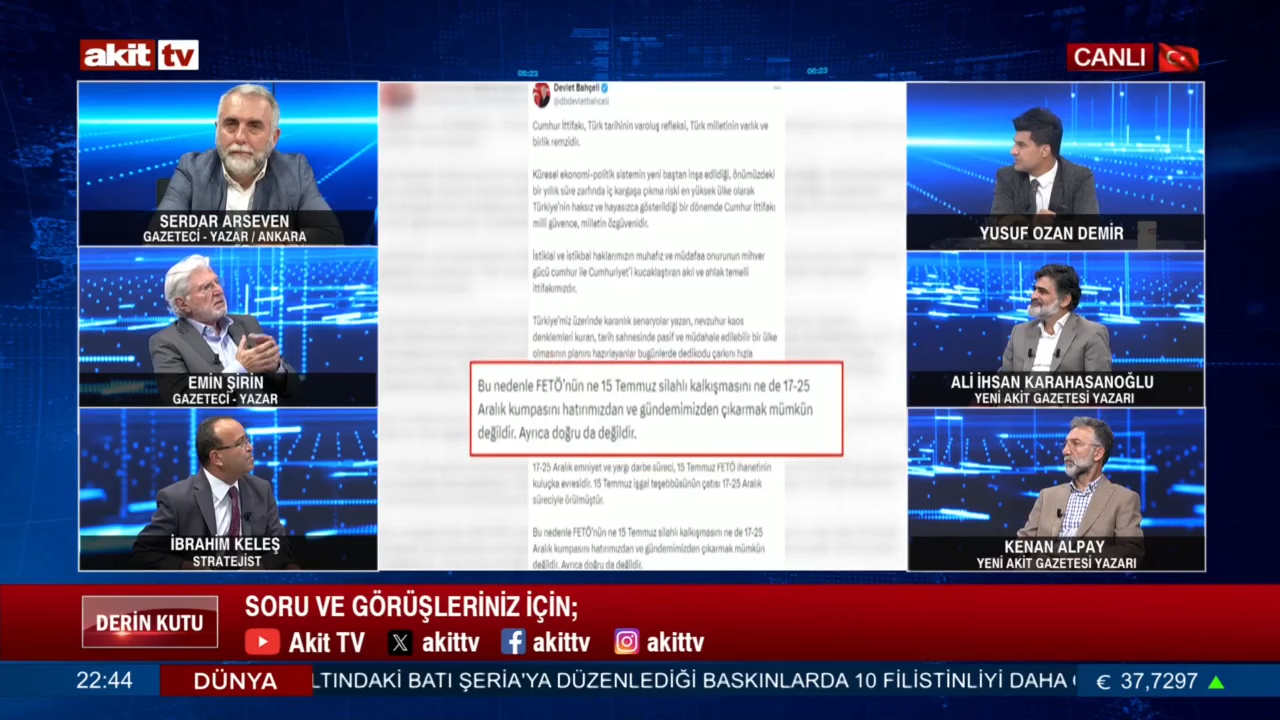 akit tv
CANLI
06:23
06:23
SERDAR ARSEVEN
GAZETECİ - YAZAR / ANKARA
EMİN ŞİRİN
GAZETECİ - YAZAR
İBRAHIM KELEŞ
STRATEJİST
Devlet Bahçeli
@dbdevletbahceli
Cumhur İttifakı, Türk tarihinin varoluş refleksi, Türk milletinin varlık ve
birlik remzidir.
Küresel ekonomi-politik sistemin yeni baştan inşa edildiği, önümüzdeki
bir yıllık süre zarfında iç kargaşa çıkma riski en yüksek ülke olarak
Türkiye'nin haksız ve hayasızca gösterildiği bir dönemde Cumhur İttifakı
milli güvence, milletin özgüvenidir.
İstiklal ve istikbal haklarımızın muhafız ve müdafaa onurunun mihver
gücü cumhur ile Cumhuriyet'i kucaklaştıran akıl ve ahlak temelli
İttifakımızdır.
Türkiye'miz üzerinde karanlık senaryolar yazan, nevzuhur kaos
denklemleri kuran, tarih sahnesinde pasif ve müdahale edilebilir bir ülke
olmasının planını hazırlayanlar bugünlerde dedikodu çarkını hızla
Bu nedenle FETÖ'nün ne 15 Temmuz silahlı kalkışmasını ne de 17-25
Aralık kumpasını hatırımızdan ve gündemimizden çıkarmak mümkün
değildir. Ayrıca doğru da değildir.
17-25 Aralık emniyet ve yargı darbe süreci, 15 Temmuz FETÖ ihanetinin
kuluçka evresidir. 15 Temmuz işgal teşebbüsünün çatısı 17-25 Aralık
süreciyle örülmüştür.
Bu nedenle FETÖ'nün ne 15 Temmuz silahlı kalkışmasını ne de 17-25
Aralık kumpasını hatırımızdan ve gündemimizden çıkarmak mümkün
değildir. Ayrıca doğru da değildir.
YUSUF OZAN DEMİR
ALİ İHSAN KARAHASANOĞLU
YENİ AKİT GAZETESİ YAZARI
KENAN ALPAY
YENİ AKİT GAZETESİ YAZARI
DERİN KUTU
SORU VE GÖRÜŞLERİNİZ İÇİN;
Akit TV akittv akittv akittv
22:44 DÜNYA LTINDAKİ BATI ŞERİA'YA DÜZENLEDİĞİ BASKINLARDA 10 FİLİSTİNLİYİ DAHA € 37,7297